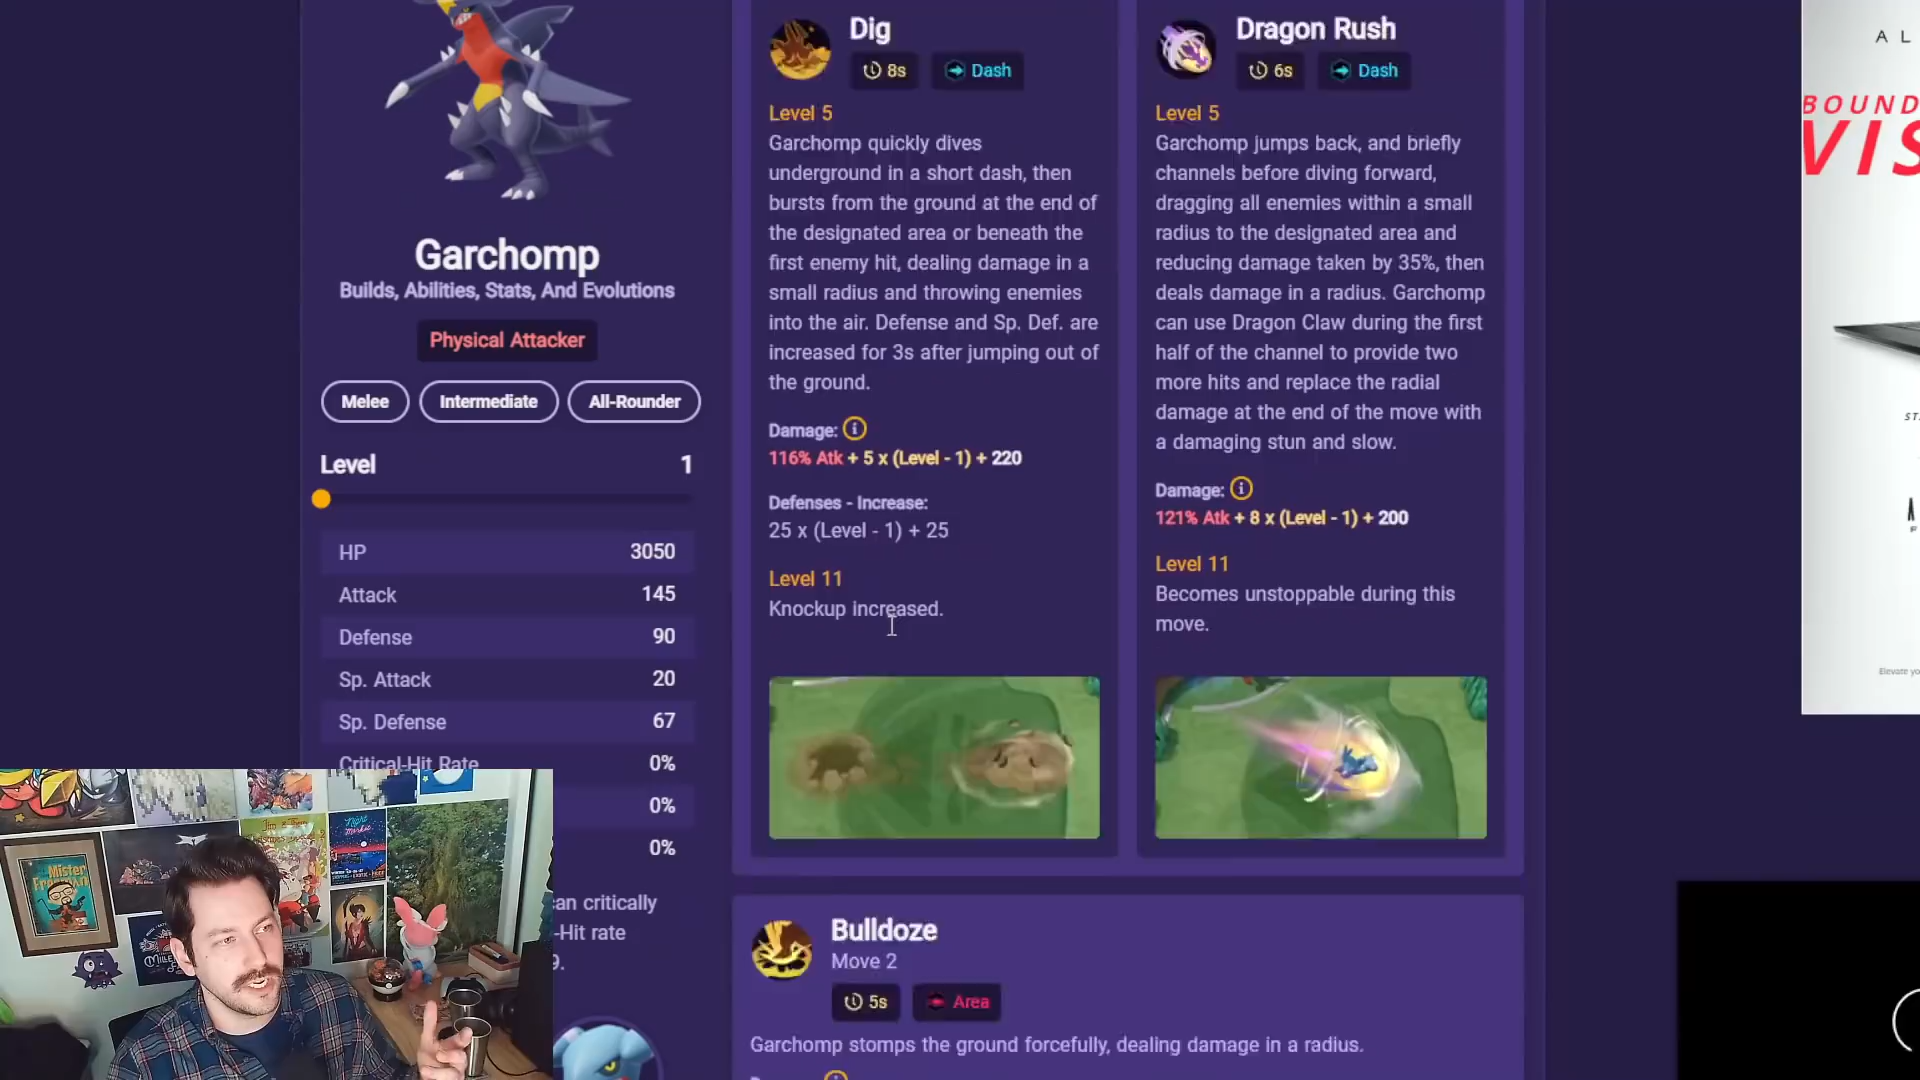 Garchomp
Builds, Abilities, Stats, And Evolutions
Physical Attacker
Melee
Intermediate
All-Rounder
Level 1
HP 3050
Attack 145
Defense 90
Sp. Attack 20
Sp. Defense 67
Critical-Hit Rate 0%
0%
0%
an critically
-Hit rate
9.
Dig
8s
Dash
Level 5
Garchomp quickly dives
underground in a short dash, then
bursts from the ground at the end of
the designated area or beneath the
first enemy hit, dealing damage in a
small radius and throwing enemies
into the air. Defense and Sp. Def. are
increased for 3s after jumping out of
the ground.
Damage:
116% Atk + 5 x (Level - 1) + 220
Defenses - Increase:
25 x (Level - 1) + 25
Level 11
Knockup increased.
Dragon Rush
6s
Dash
Level 5
Garchomp jumps back, and briefly
channels before diving forward,
dragging all enemies within a small
radius to the designated area and
reducing damage taken by 35%, then
deals damage in a radius. Garchomp
can use Dragon Claw during the first
half of the channel to provide two
more hits and replace the radial
damage at the end of the move with
a damaging stun and slow.
Damage:
121% Atk + 8 x (Level - 1) + 200
Level 11
Becomes unstoppable during this
move.
Bulldoze
Move 2
5s
Area
Garchomp stomps the ground forcefully, dealing damage in a radius.
A L
BOUND
VIS
ST
Elevate yo
Mister
Night
Market